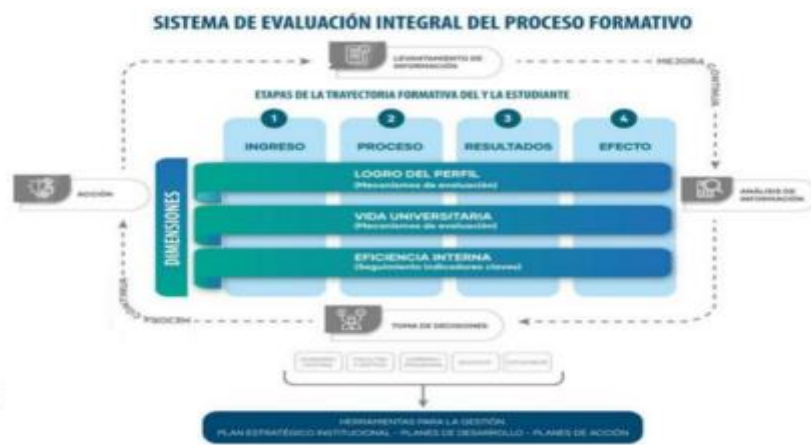 SISTEMA DE EVALUACIÓN INTEGRAL DEL PROCESO FORMATIVO
LEVANTAMIENTO DE
INFORMACIÓN
MEJORA
CONTINUA
ETAPAS DE LA TRAYECTORIA FORMATIVA DEL Y LA ESTUDIANTE
1 2 3 4
INGRESO PROCESO RESULTADOS EFECTO
DIMENSIONES
LOGRO DEL PERFIL
(Mecanismos de evaluación)
VIDA UNIVERSITARIA
(Mecanismos de evaluación)
EFICIENCIA INTERNA
(Seguimiento indicadores claves)
ACCIÓN
ANÁLISIS DE
INFORMACIÓN
MEJORA
CONTINUA
TOMA DE DECISIONES
HERRAMIENTAS PARA LA GESTIÓN
PLAN ESTRATÉGICO INSTITUCIONAL - PLANES DE DESARROLLO - PLANES DE ACCIÓN